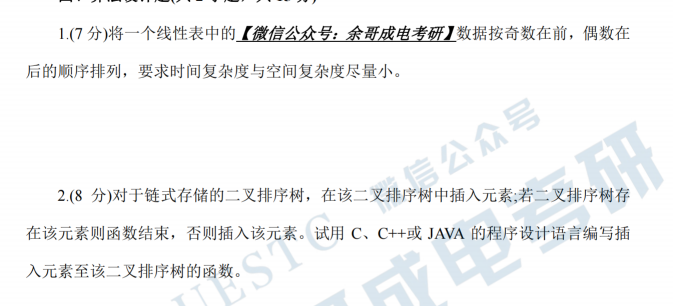 1.(7 分)将一个线性表中的【微信公众号：余哥成电考研】数据按奇数在前，偶数在
后的顺序排列，要求时间复杂度与空间复杂度尽量小。
2.(8 分)对于链式存储的二叉排序树，在该二叉排序树中插入元素;若二叉排序树存
在该元素则函数结束，否则插入该元素。试用 C、C++或 JAVA 的程序设计语言编写插
入元素至该二叉排序树的函数。
微信公众号
UESTC
成电考研